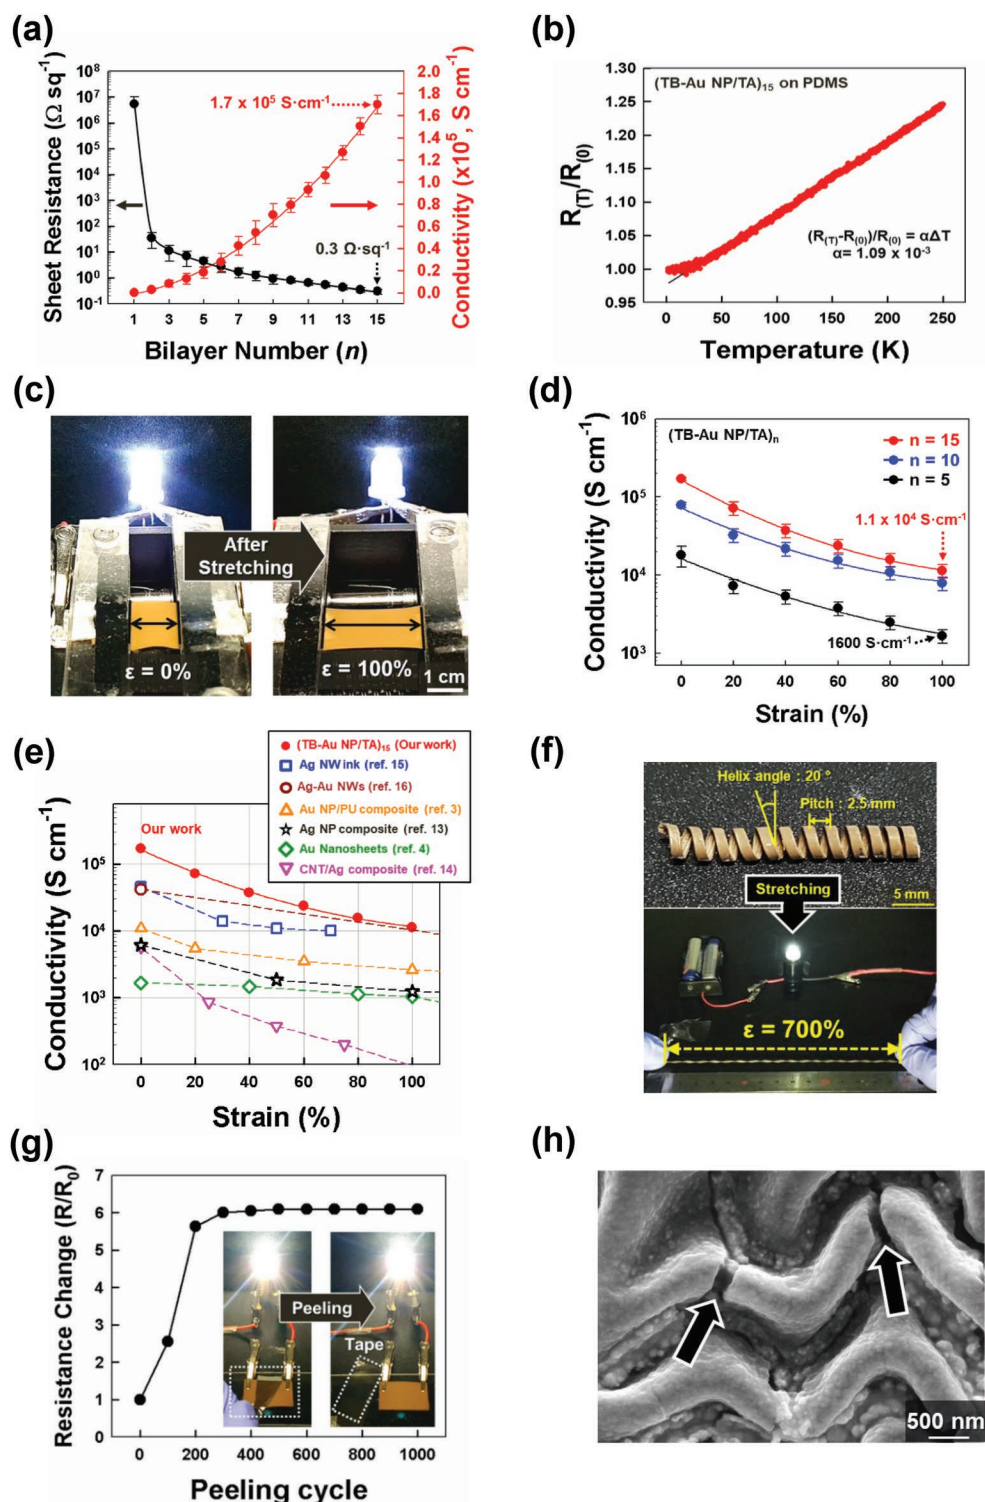 (a)
Sheet Resistance (Ω sq⁻¹)
10⁸
10⁷
10⁶
10⁵
10⁴
10³
10²
10¹
10⁰
10⁻¹
1.7 x 10⁵ S·cm⁻¹
0.3 Ω·sq⁻¹
2.0
1.8
1.6
1.4
1.2
1.0
0.8
0.6
0.4
0.2
0.0
Conductivity (x10⁵, S cm⁻¹)
1 3 5 7 9 11 13 15
Bilayer Number (n)
(b)
R(T)/R(0)
1.30
1.25
1.20
1.15
1.10
1.05
1.00
0.95
(TB-Au NP/TA)₁₅ on PDMS
(R(T)-R(0))/R(0) = αΔT
α= 1.09 x 10⁻³
0 50 100 150 200 250
Temperature (K)
(c)
After
Stretching
ε = 0%
ε = 100%
1 cm
(d)
Conductivity (S cm⁻¹)
10⁶
10⁵
10⁴
10³
(TB-Au NP/TA)n
n = 15
n = 10
n = 5
1.1 x 10⁴ S·cm⁻¹
1600 S·cm⁻¹
0 20 40 60 80 100
Strain (%)
(e)
(TB-Au NP/TA)₁₅ (Our work)
Ag NW ink (ref. 15)
Ag-Au NWs (ref. 16)
Au NP/PU composite (ref. 3)
Ag NP composite (ref. 13)
Au Nanosheets (ref. 4)
CNT/Ag composite (ref. 14)
Our work
Conductivity (S cm⁻¹)
10⁵
10⁴
10³
10²
0 20 40 60 80 100
Strain (%)
(f)
Helix angle : 20 °
Pitch : 2.5 mm
Stretching
5 mm
ε = 700%
(g)
Resistance Change (R/R₀)
7
6
5
4
3
2
1
0
Peeling
Tape
0 200 400 600 800 1000
Peeling cycle
(h)
500 nm